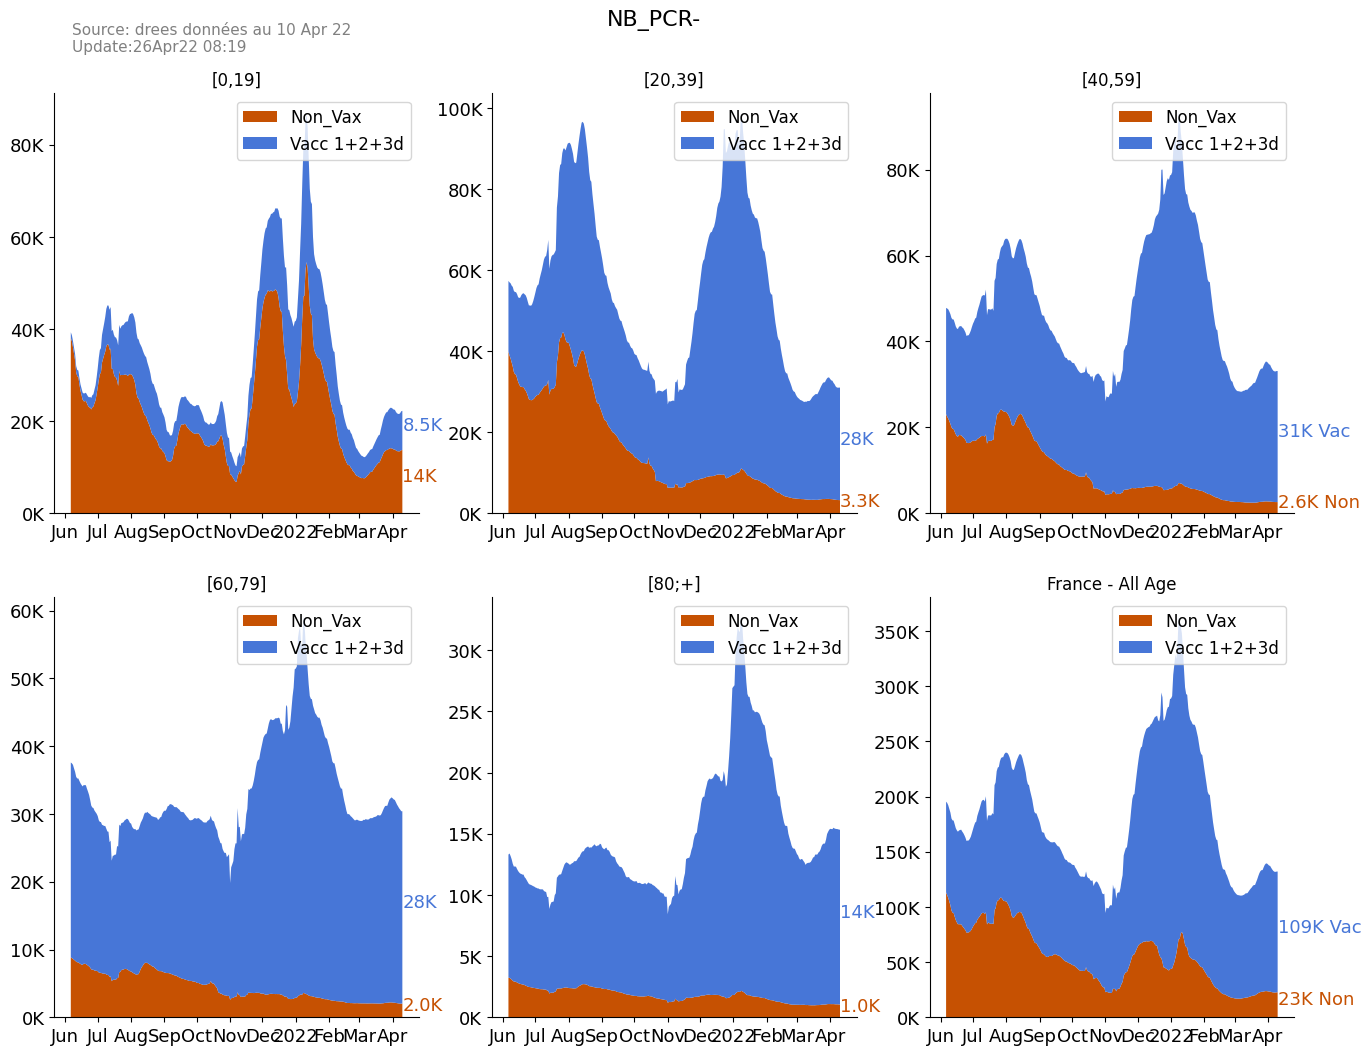 NB_PCR-
Source: drees données au 10 Apr 22
Update:26Apr22 08:19
[0,19]
Non_Vax
Vacc 1+2+3d
80K
60K
40K
20K
0K
8.5K
14K
Jun Jul Aug Sep Oct Nov Dec 2022 Feb Mar Apr
[20,39]
Non_Vax
Vacc 1+2+3d
100K
80K
60K
40K
20K
0K
28K
3.3K
Jun Jul Aug Sep Oct Nov Dec 2022 Feb Mar Apr
[40,59]
Non_Vax
Vacc 1+2+3d
80K
60K
40K
20K
0K
31K Vac
2.6K Non
Jun Jul Aug Sep Oct Nov Dec 2022 Feb Mar Apr
[60,79]
Non_Vax
Vacc 1+2+3d
60K
50K
40K
30K
20K
10K
0K
28K
2.0K
Jun Jul Aug Sep Oct Nov Dec 2022 Feb Mar Apr
[80;+]
Non_Vax
Vacc 1+2+3d
30K
25K
20K
15K
10K
5K
0K
14K
1.0K
Jun Jul Aug Sep Oct Nov Dec 2022 Feb Mar Apr
France - All Age
Non_Vax
Vacc 1+2+3d
350K
300K
250K
200K
150K
100K
50K
0K
109K Vac
23K Non
Jun Jul Aug Sep Oct Nov Dec 2022 Feb Mar Apr